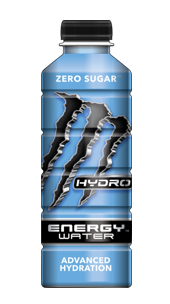 ZERO SUGAR
HYDRO
ENERGY
WATER
ADVANCED
HYDRATION